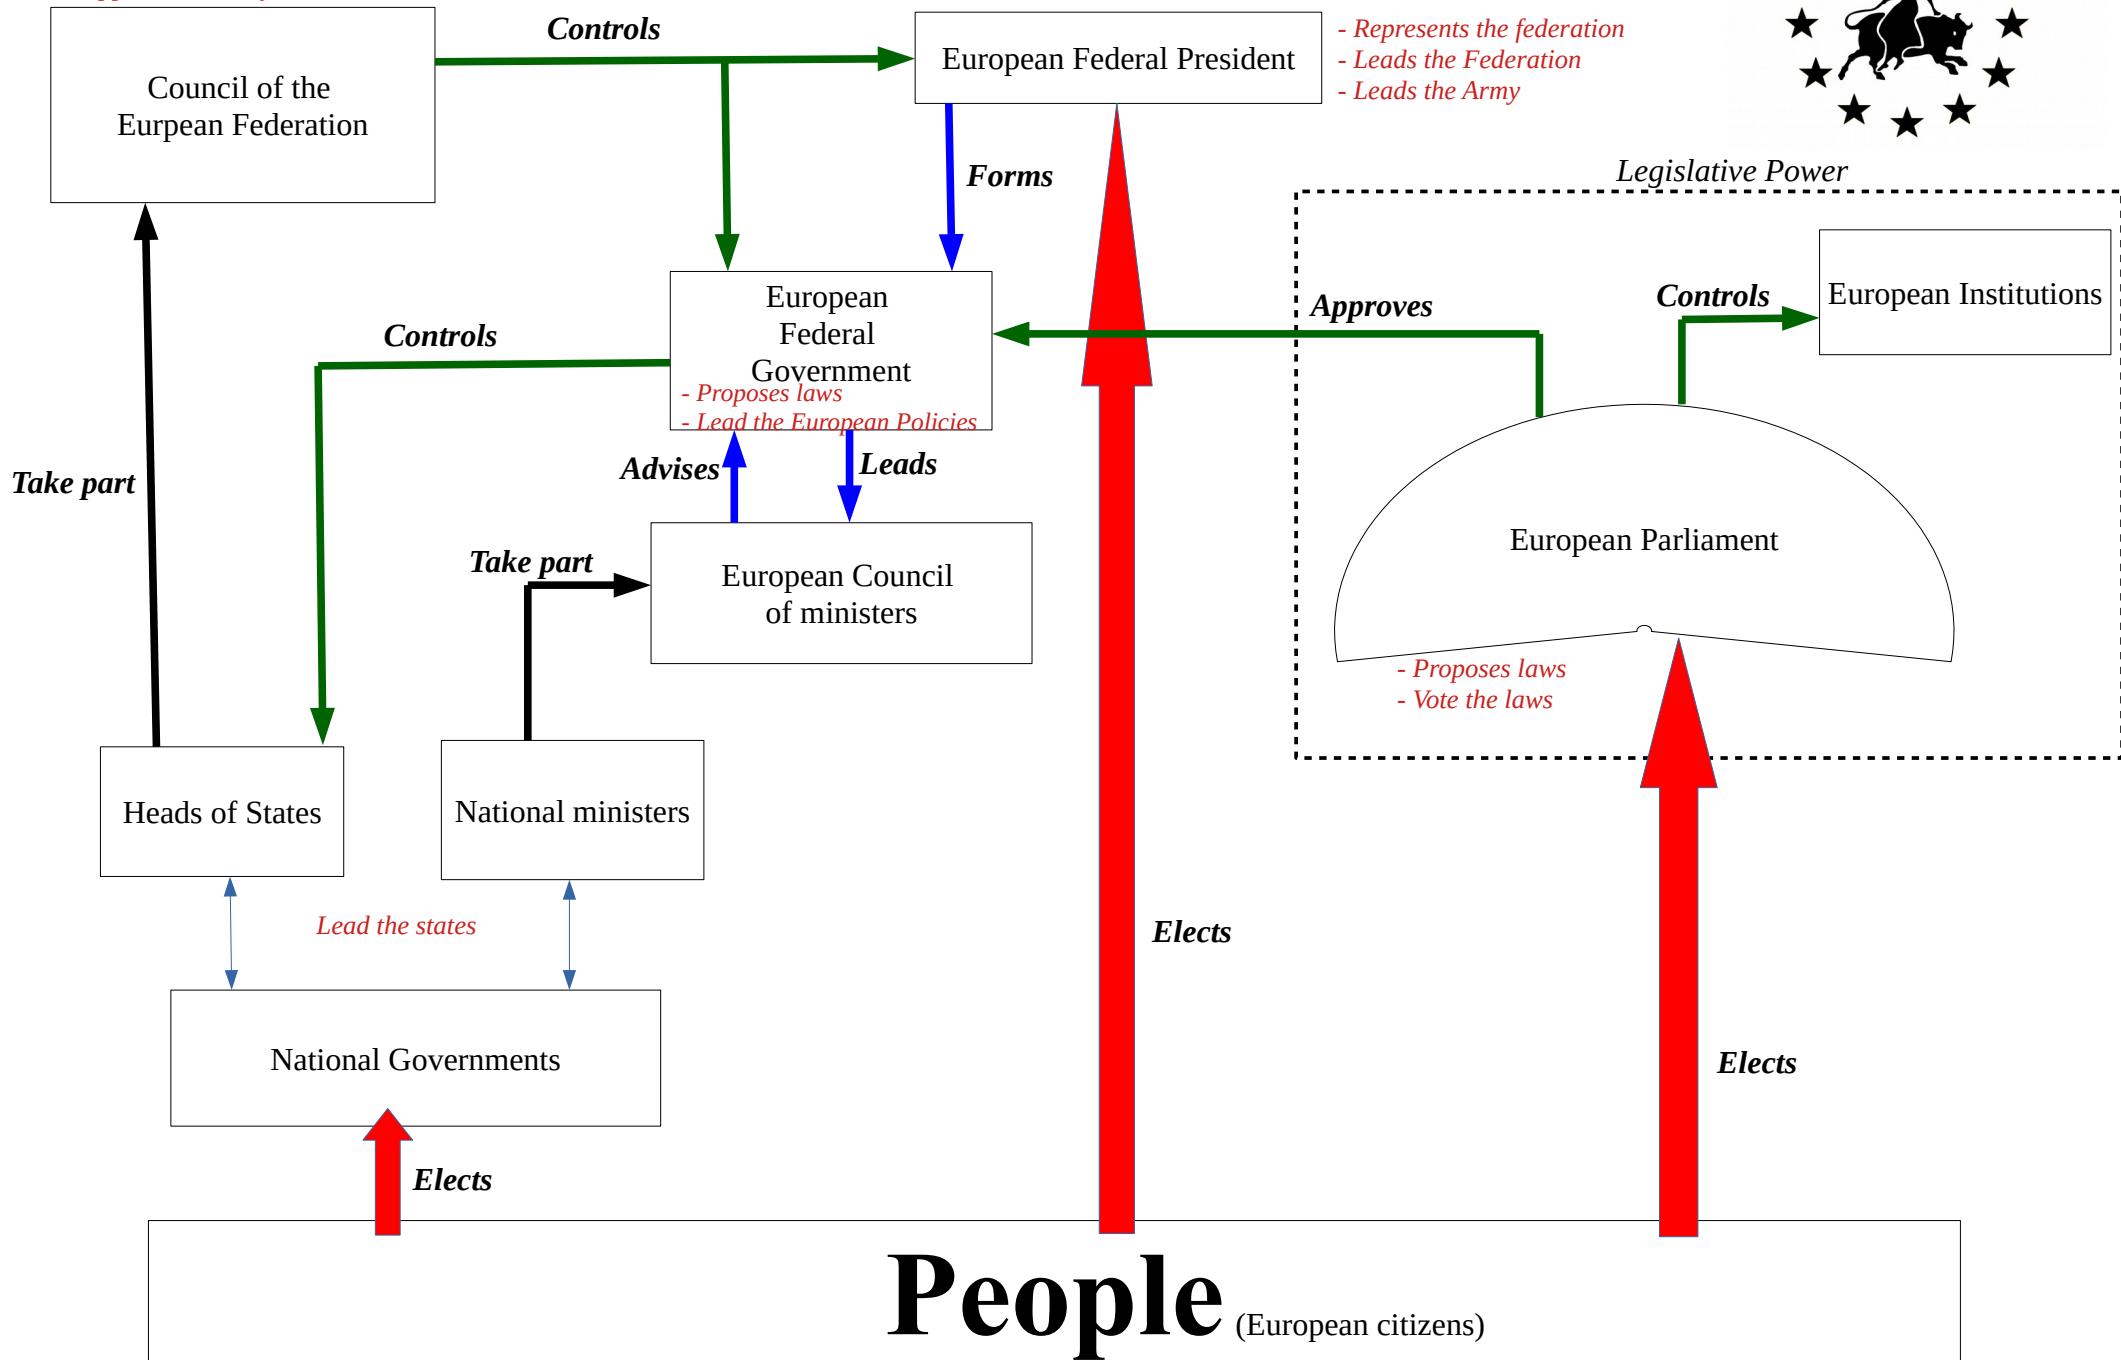 Controls
Council of the
Eurpean Federation
European Federal President
- Represents the federation
- Leads the Federation
- Leads the Army
Forms
Legislative Power
European
Federal
Government
- Proposes laws
- Lead the European Policies
Controls
Approves
Controls
European Institutions
Take part
Advises
Leads
Take part
European Council
of ministers
European Parliament
- Proposes laws
- Vote the laws
Heads of States
National ministers
Lead the states
Elects
National Governments
Elects
Elects
People (European citizens)